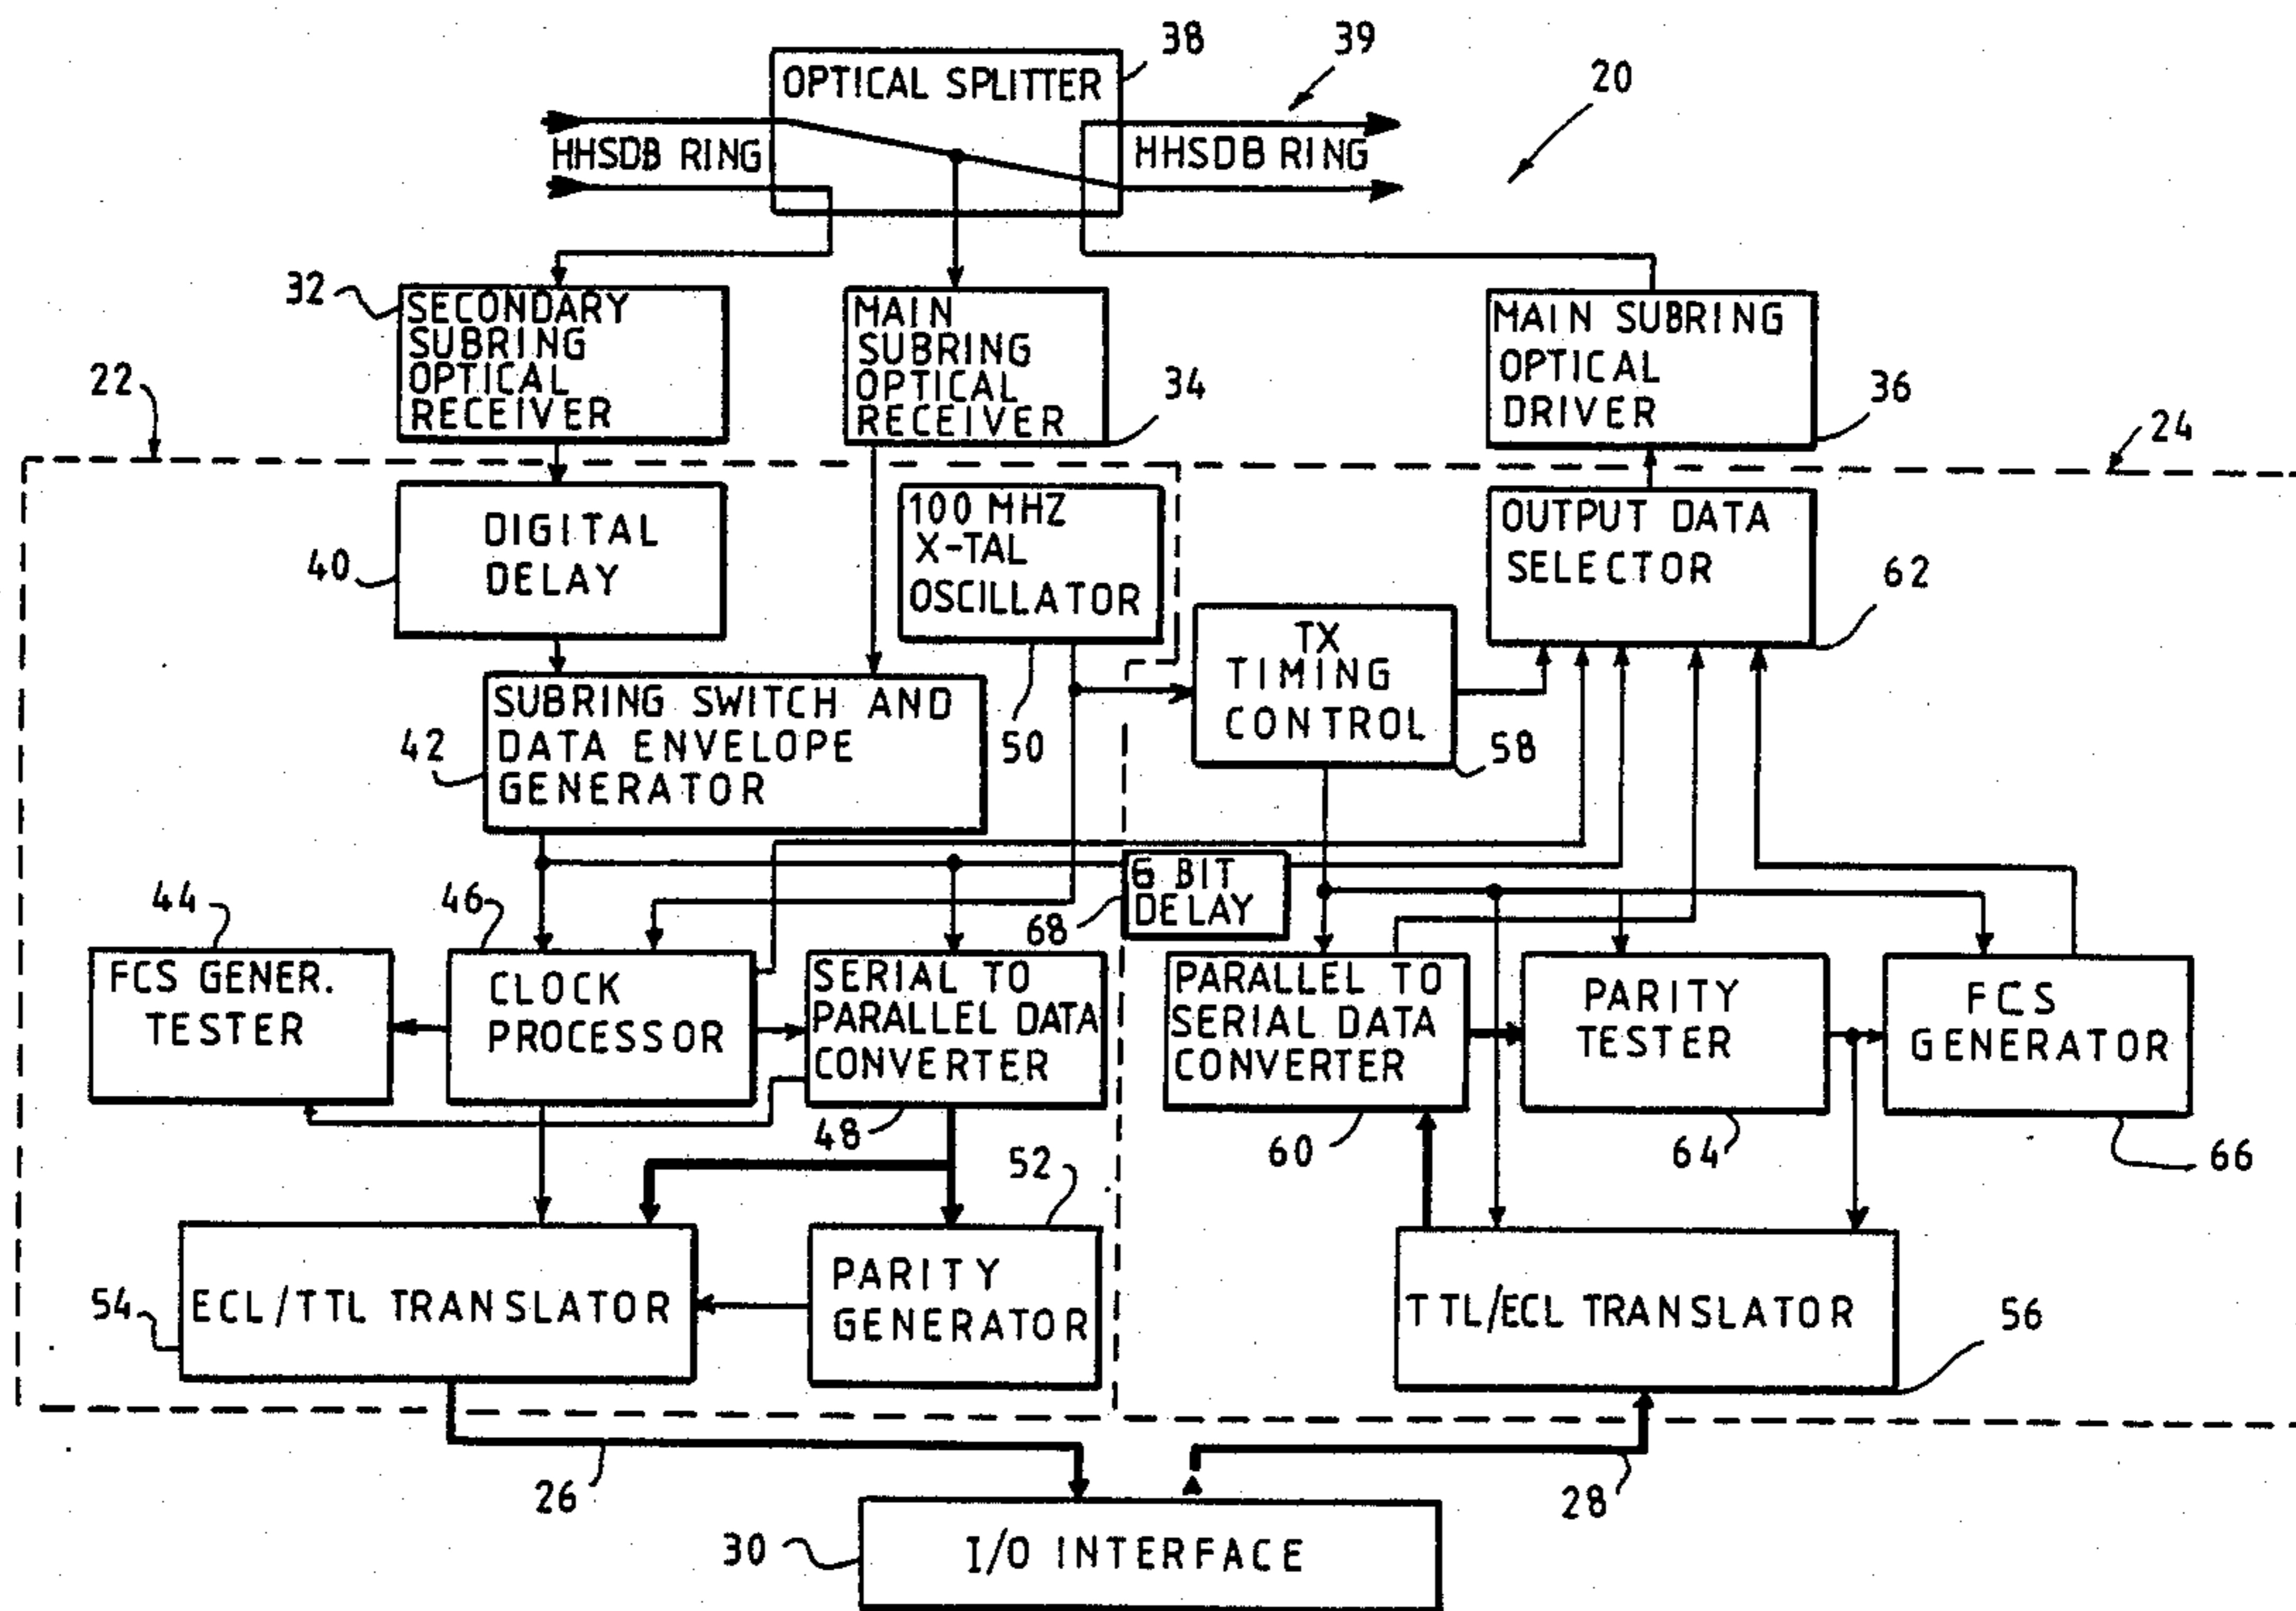 38
39
20
OPTICAL SPLITTER
HHSDB RING
HHSDB RING
32
SECONDARY
SUBRING
OPTICAL
RECEIVER
MAIN
SUBRING
OPTICAL
RECEIVER
34
MAIN SUBRING
OPTICAL
DRIVER
36
22
24
40
DIGITAL
DELAY
100 MHZ
X-TAL
OSCILLATOR
50
OUTPUT DATA
SELECTOR
62
TX
TIMING
CONTROL
58
42
SUBRING SWITCH AND
DATA ENVELOPE
GENERATOR
6 BIT
DELAY
68
44
FCS GENER.
TESTER
46
CLOCK
PROCESSOR
SERIAL TO
PARALLEL DATA
CONVERTER
48
PARALLEL TO
SERIAL DATA
CONVERTER
60
PARITY
TESTER
64
FCS
GENERATOR
66
52
54
ECL/TTL TRANSLATOR
PARITY
GENERATOR
TTL/ECL TRANSLATOR
56
26
28
30
I/O INTERFACE